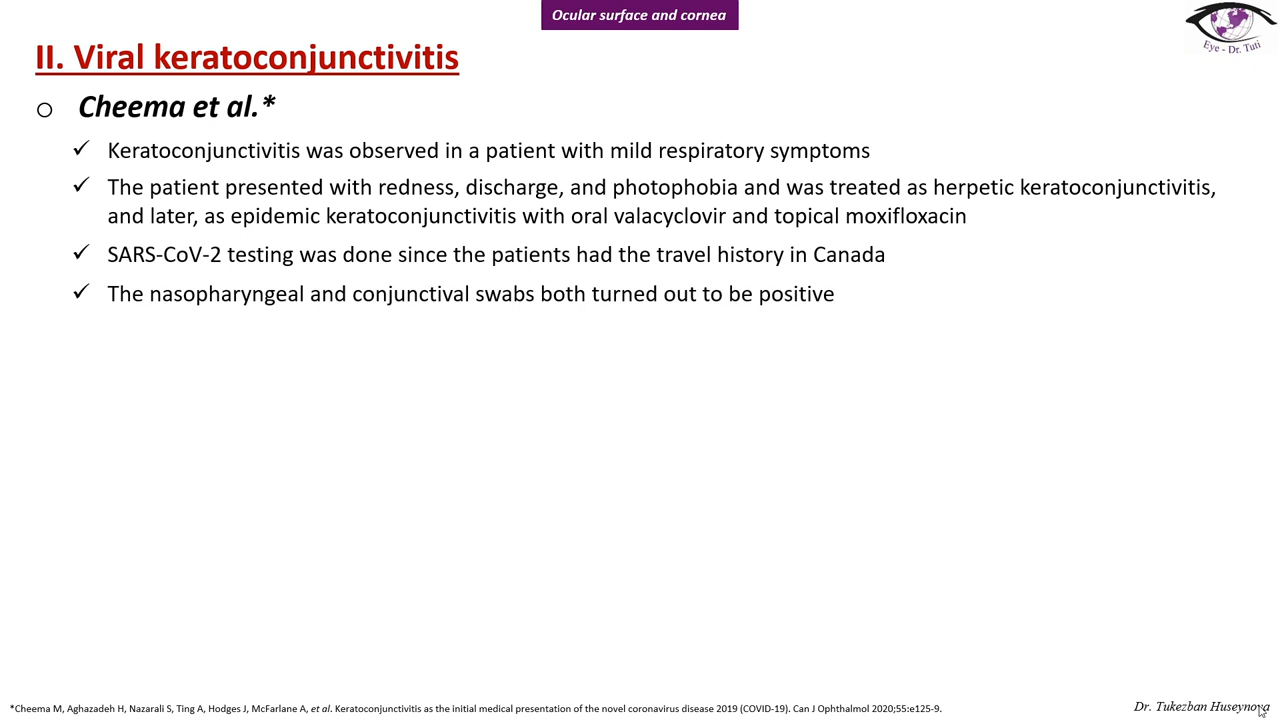 Ocular surface and cornea
Eye - Dr. Tuti
II. Viral keratoconjunctivitis
o Cheema et al.*
✓ Keratoconjunctivitis was observed in a patient with mild respiratory symptoms
✓ The patient presented with redness, discharge, and photophobia and was treated as herpetic keratoconjunctivitis,
and later, as epidemic keratoconjunctivitis with oral valacyclovir and topical moxifloxacin
✓ SARS-CoV-2 testing was done since the patients had the travel history in Canada
✓ The nasopharyngeal and conjunctival swabs both turned out to be positive
*Cheema M, Aghazadeh H, Nazarali S, Ting A, Hodges J, McFarlane A, et al. Keratoconjunctivitis as the initial medical presentation of the novel coronavirus disease 2019 (COVID-19). Can J Ophthalmol 2020;55:e125-9.
Dr. Tukezban Huseynova